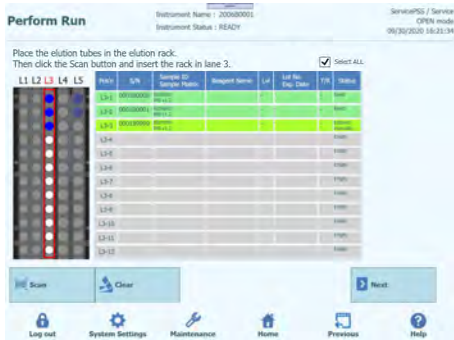 Perform Run
Instrument Name : 200680001
Instrument Status : READY
ServicePSS / Service
OPEN mode
09/30/2020 16:21:34
Place the elution tubes in the elution rack.
Then click the Scan button and insert the rack in lane 3.
Select ALL
L1 L2 L3 L4 L5
S/N
Sample ID
Sample Matrix
Reagent Name
Lot No.
Exp. Date
T/R
Status
L3-1
L3-2
L3-3
L3-4
L3-5
L3-6
L3-7
L3-8
L3-9
L3-10
L3-11
L3-12
Scan
Clear
Next
Log out
System Settings
Maintenance
Home
Previous
Help